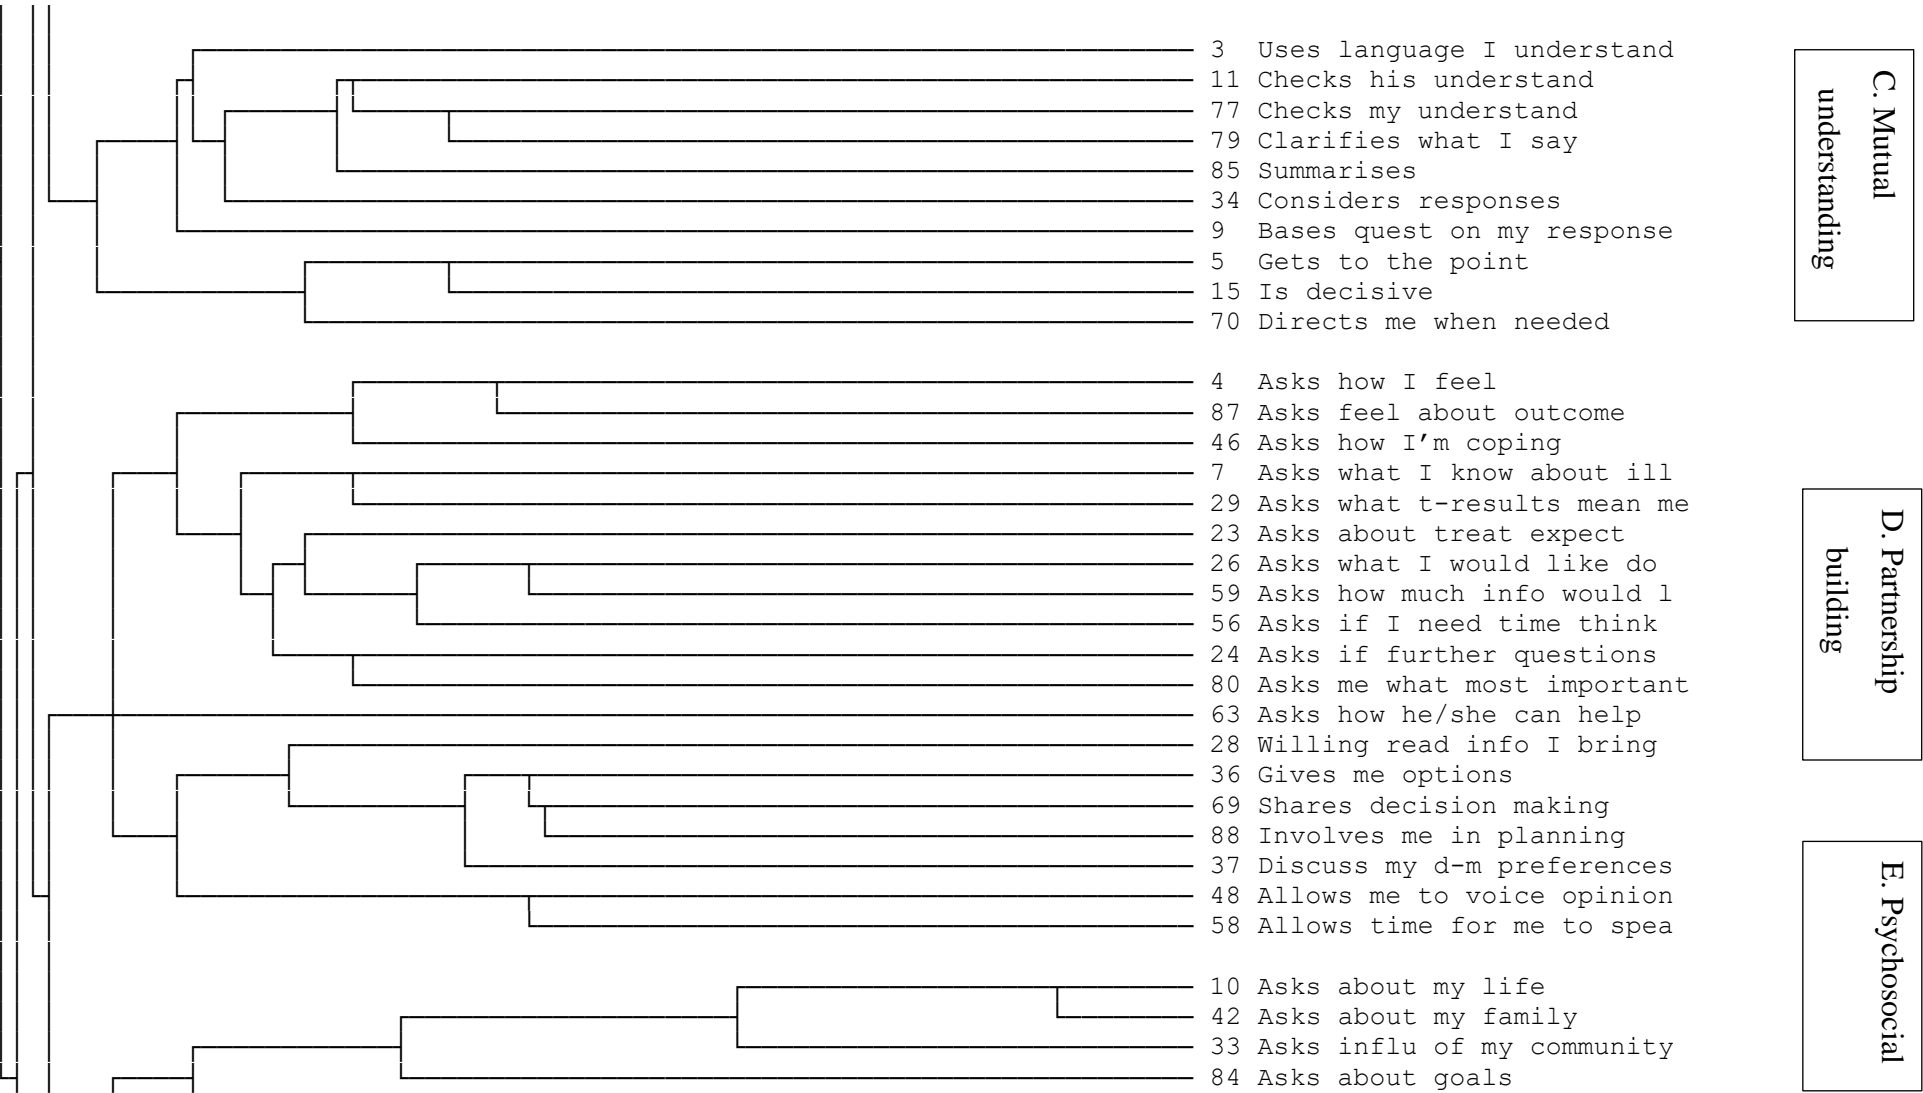 3 Uses language I understand
11 Checks his understand
77 Checks my understand
79 Clarifies what I say
85 Summarises
34 Considers responses
9 Bases quest on my response
5 Gets to the point
15 Is decisive
70 Directs me when needed
C. Mutual
understanding
4 Asks how I feel
87 Asks feel about outcome
46 Asks how I’m coping
7 Asks what I know about ill
29 Asks what t-results mean me
23 Asks about treat expect
26 Asks what I would like do
59 Asks how much info would l
56 Asks if I need time think
24 Asks if further questions
80 Asks me what most important
63 Asks how he/she can help
28 Willing read info I bring
36 Gives me options
69 Shares decision making
88 Involves me in planning
37 Discuss my d-m preferences
48 Allows me to voice opinion
58 Allows time for me to spea
D. Partnership
building
10 Asks about my life
42 Asks about my family
33 Asks influ of my community
84 Asks about goals
E. Psychosocial